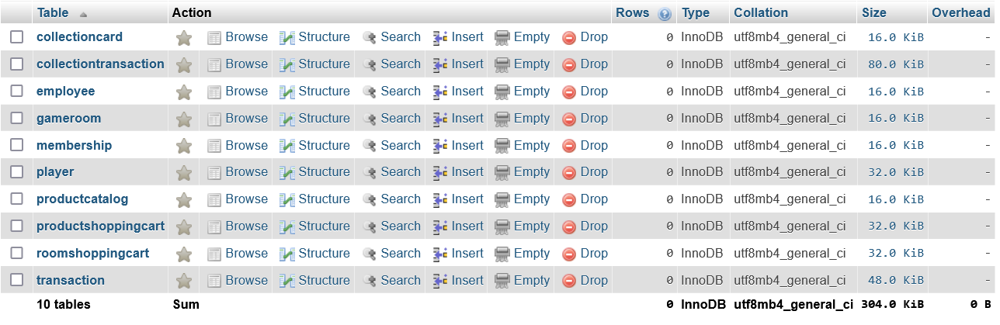 Table Action Rows Type Collation Size Overhead
collectioncard Browse Structure Search Insert Empty Drop 0 InnoDB utf8mb4_general_ci 16.0 KiB -
collectiontransaction Browse Structure Search Insert Empty Drop 0 InnoDB utf8mb4_general_ci 80.0 KiB -
employee Browse Structure Search Insert Empty Drop 0 InnoDB utf8mb4_general_ci 16.0 KiB -
gameroom Browse Structure Search Insert Empty Drop 0 InnoDB utf8mb4_general_ci 16.0 KiB -
membership Browse Structure Search Insert Empty Drop 0 InnoDB utf8mb4_general_ci 16.0 KiB -
player Browse Structure Search Insert Empty Drop 0 InnoDB utf8mb4_general_ci 32.0 KiB -
productcatalog Browse Structure Search Insert Empty Drop 0 InnoDB utf8mb4_general_ci 16.0 KiB -
productshoppingcart Browse Structure Search Insert Empty Drop 0 InnoDB utf8mb4_general_ci 32.0 KiB -
roomshoppingcart Browse Structure Search Insert Empty Drop 0 InnoDB utf8mb4_general_ci 32.0 KiB -
transaction Browse Structure Search Insert Empty Drop 0 InnoDB utf8mb4_general_ci 48.0 KiB -
10 tables Sum 0 InnoDB utf8mb4_general_ci 304.0 KiB 0 B